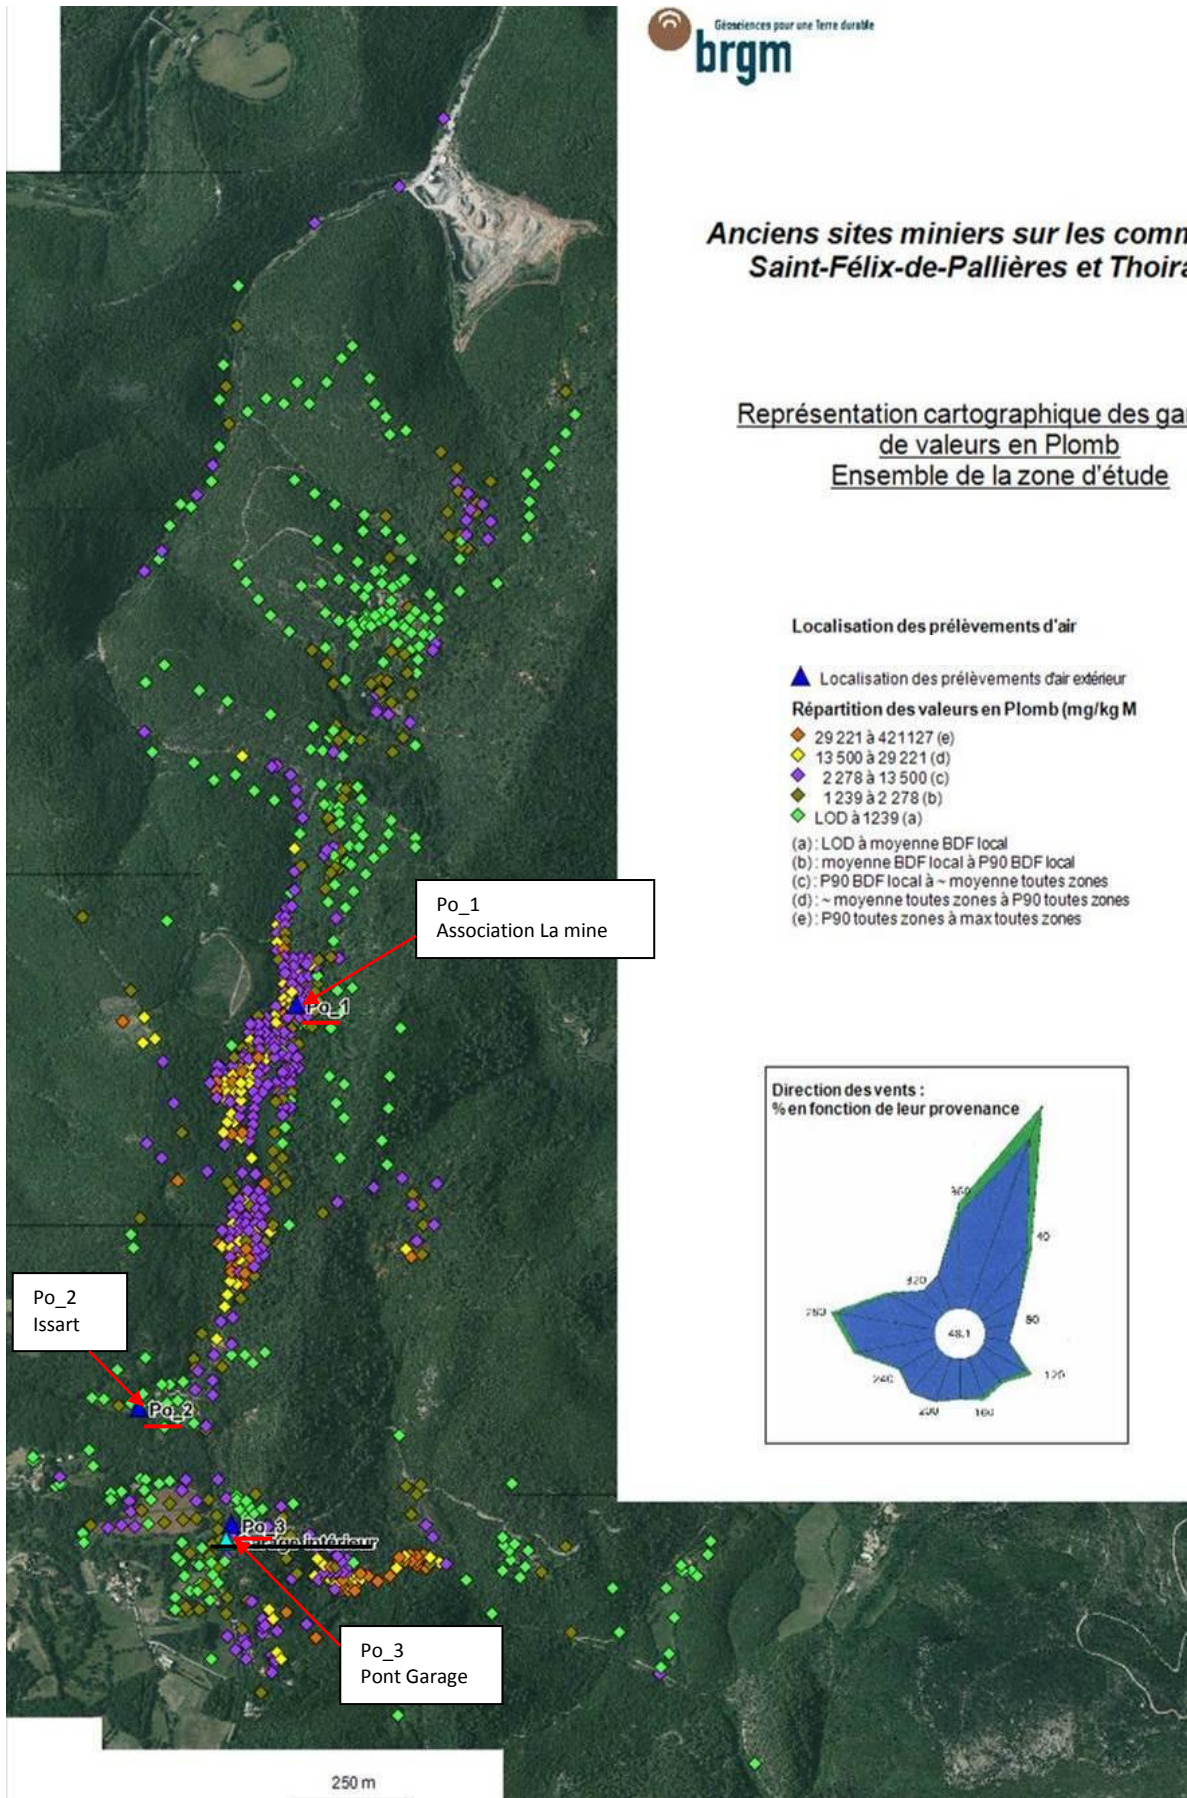 Géosciences pour une Terre durable
brgm
Anciens sites miniers sur les comm
Saint-Félix-de-Pallières et Thoira
Représentation cartographique des ga
de valeurs en Plomb
Ensemble de la zone d'étude
Localisation des prélèvements d'air
Localisation des prélèvements d'air extérieur
Répartition des valeurs en Plomb (mg/kg M
29 221 à 421127 (e)
13 500 à 29 221 (d)
2 278 à 13 500 (c)
1 239 à 2 278 (b)
LOD à 1239 (a)
(a) : LOD à moyenne BDF local
(b) : moyenne BDF local à P90 BDF local
(c) : P90 BDF local à ~ moyenne toutes zones
(d) : ~ moyenne toutes zones à P90 toutes zones
(e) : P90 toutes zones à max toutes zones
Po_1
Association La mine
Po_1
Direction des vents :
% en fonction de leur provenance
360
40
320
280
80
48.1
240
120
200
160
Po_2
Issart
Po_2
Po_3
intérieur
Po_3
Pont Garage
250 m